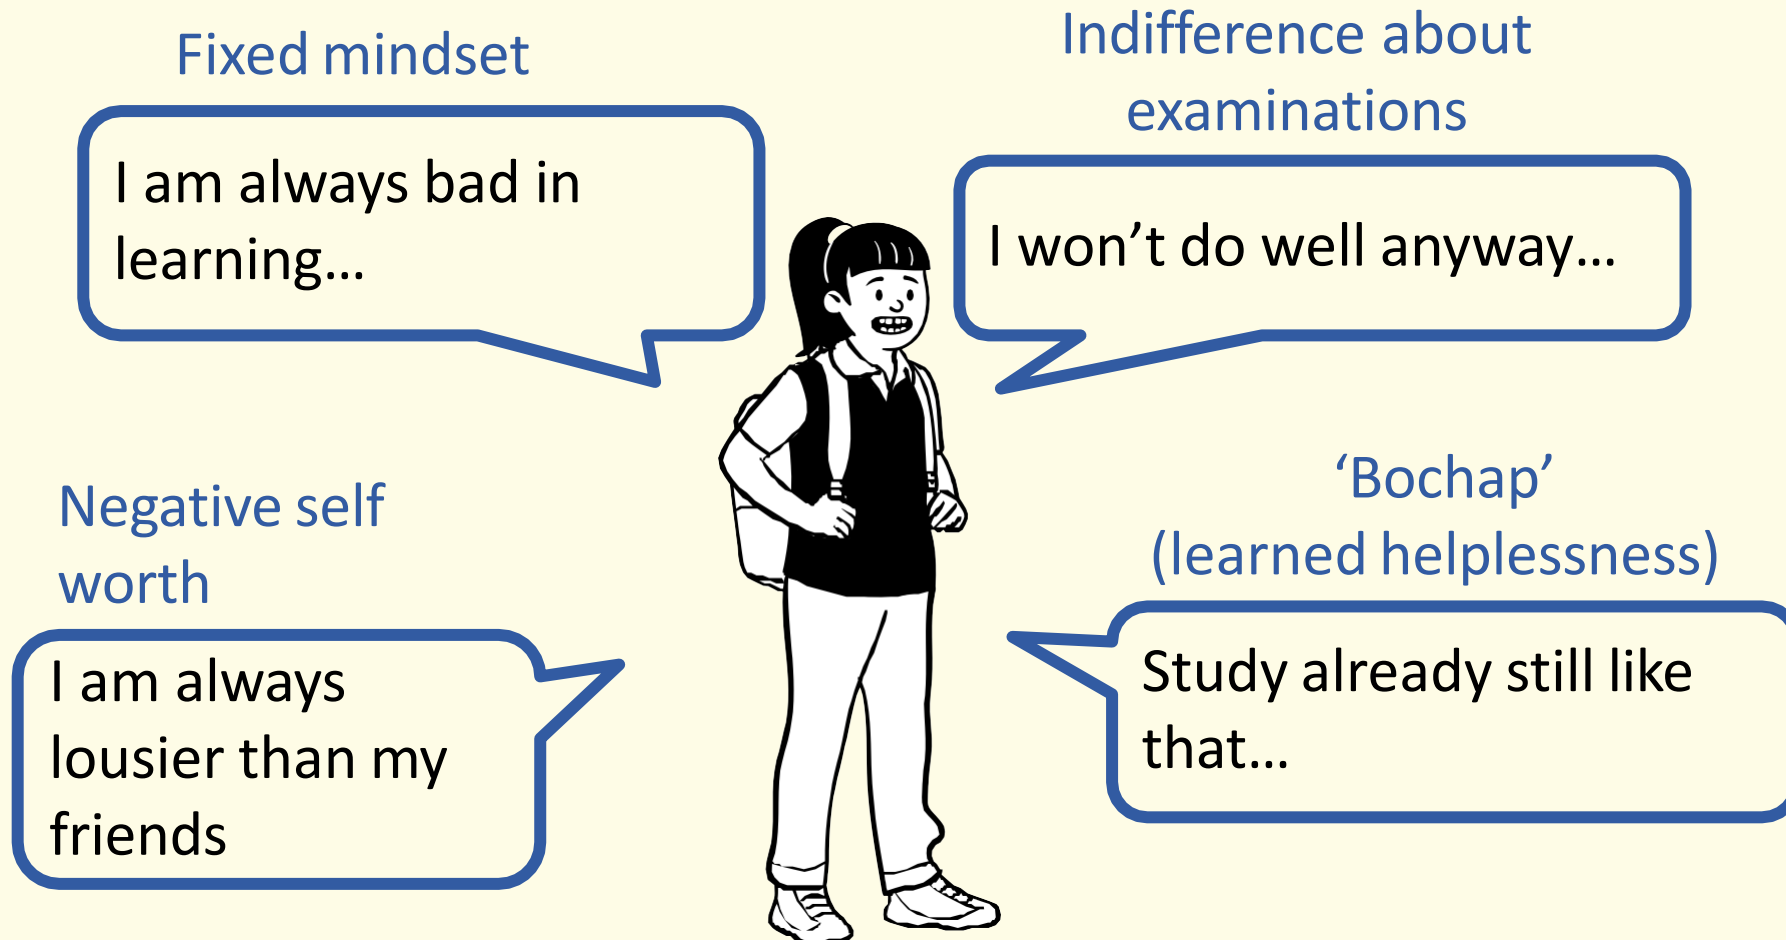 Fixed mindset
I am always bad in
learning...
Indifference about
examinations
I won’t do well anyway...
Negative self
worth
I am always
lousier than my
friends
‘Bochap’
(learned helplessness)
Study already still like
that...